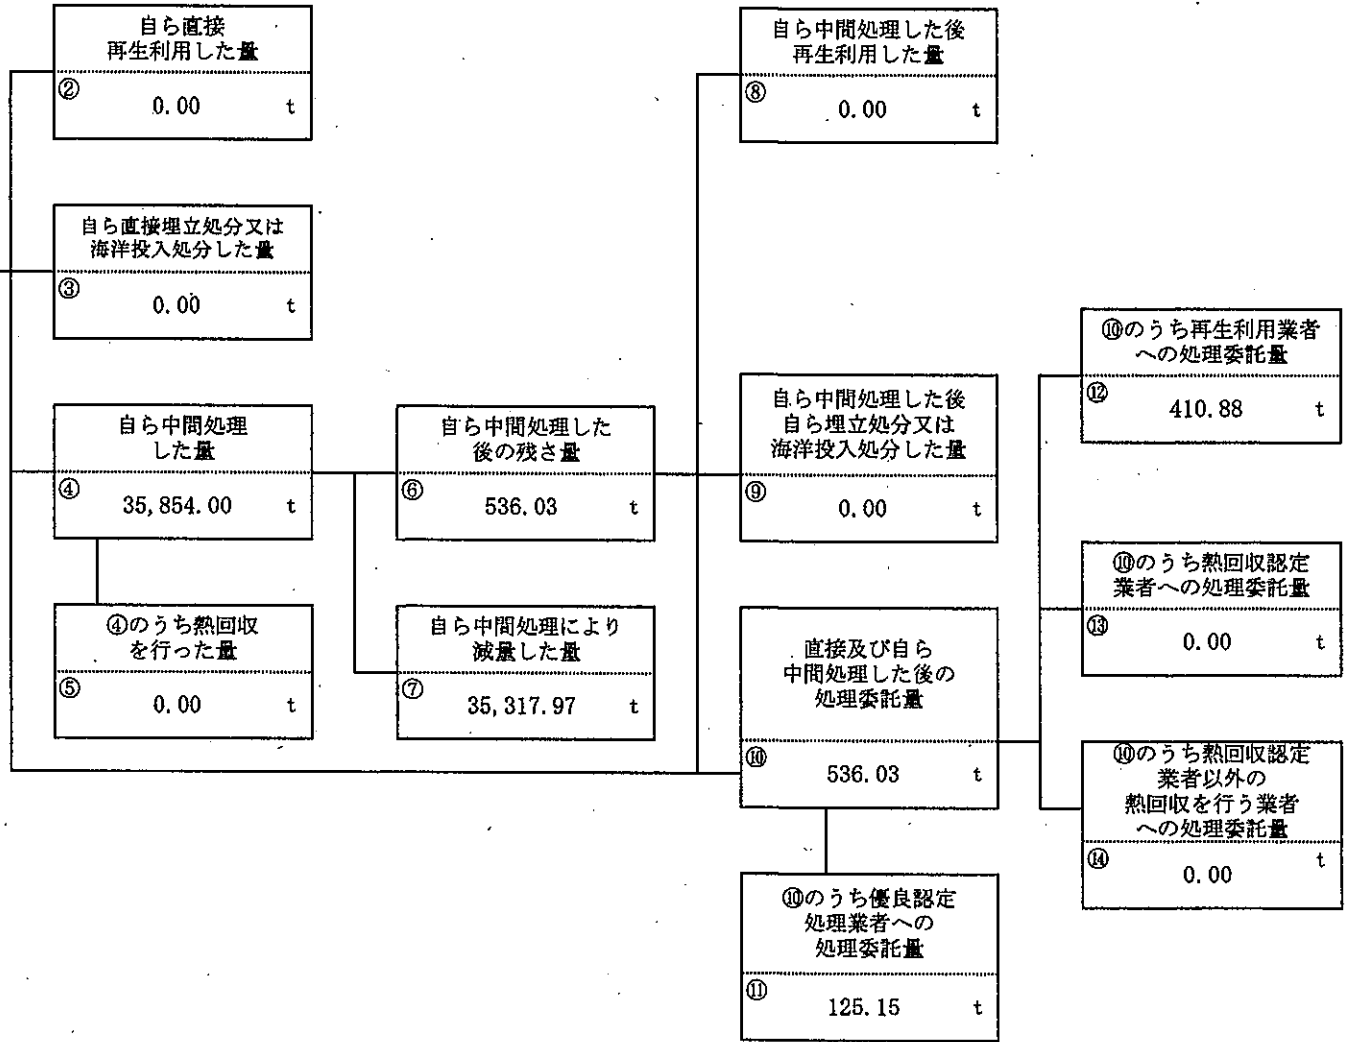 自ら直接
再生利用した量
② 0.00 t
自ら中間処理した後
再生利用した量
⑧ 0.00 t
自ら直接埋立処分又は
海洋投入処分した量
③ 0.00 t
⑩のうち再生利用業者
への処理委託量
⑫ 410.88 t
自ら中間処理
した量
④ 35,854.00 t
自ら中間処理した
後の残さ量
⑥ 536.03 t
自ら中間処理した後
自ら埋立処分又は
海洋投入処分した量
⑨ 0.00 t
⑩のうち熱回収認定
業者への処理委託量
⑬ 0.00 t
④のうち熱回収
を行った量
⑤ 0.00 t
自ら中間処理により
減量した量
⑦ 35,317.97 t
直接及び自ら
中間処理した後の
処理委託量
⑩ 536.03 t
⑩のうち熱回収認定
業者以外の
熱回収を行う業者
への処理委託量
⑭ 0.00 t
⑩のうち優良認定
処理業者への
処理委託量
⑪ 125.15 t